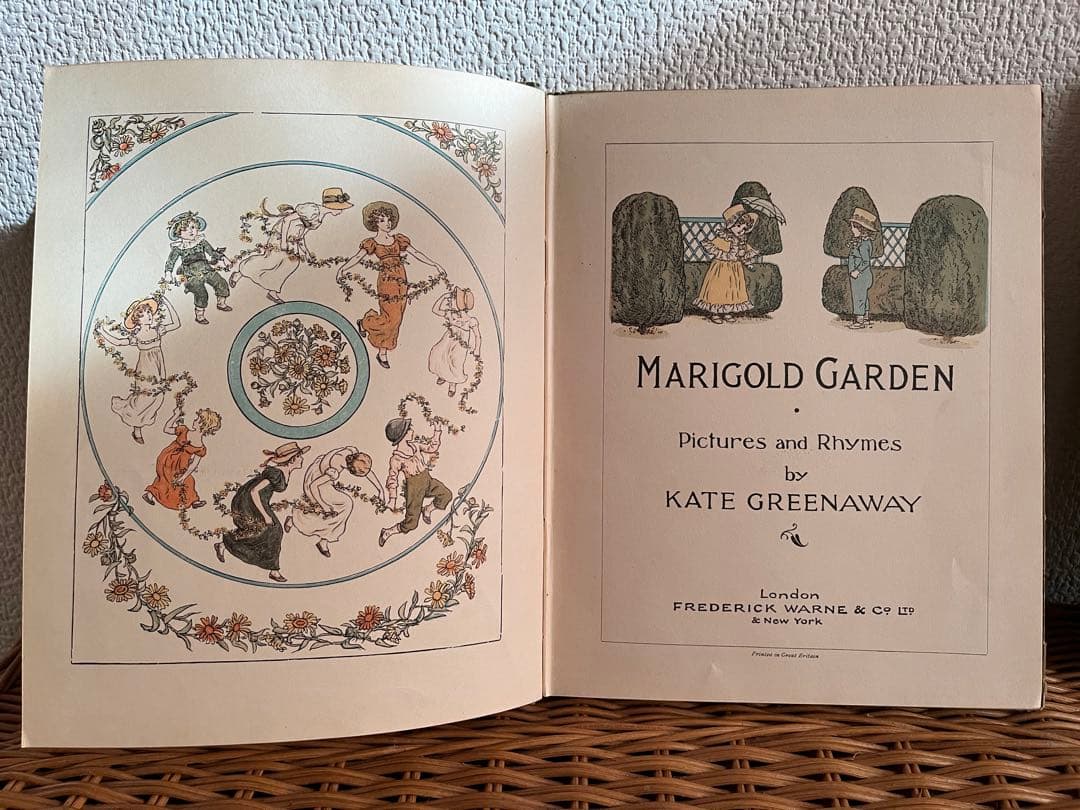 MARIGOLD GARDEN
Pictures and Rhymes
by
KATE GREENAWAY
London
FREDERICK WARNE & Co LTD
& New York
Printed in Great Britain